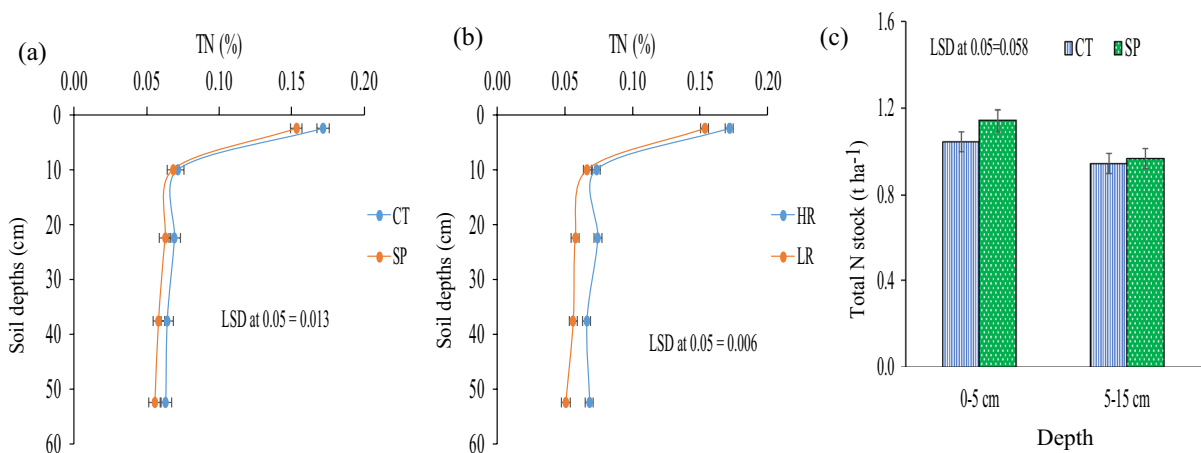 (a)
TN (%)
0.00 0.05 0.10 0.15 0.20
0
10
20
30
40
50
60
Soil depths (cm)
CT
SP
LSD at 0.05 = 0.013
(b)
TN (%)
0.00 0.05 0.10 0.15 0.20
0
10
20
30
40
50
60
Soil depths (cm)
HR
LR
LSD at 0.05 = 0.006
(c)
LSD at 0.05=0.058
CT SP
1.6
1.2
0.8
0.4
0.0
Total N stock (t ha⁻¹)
0-5 cm 5-15 cm
Depth